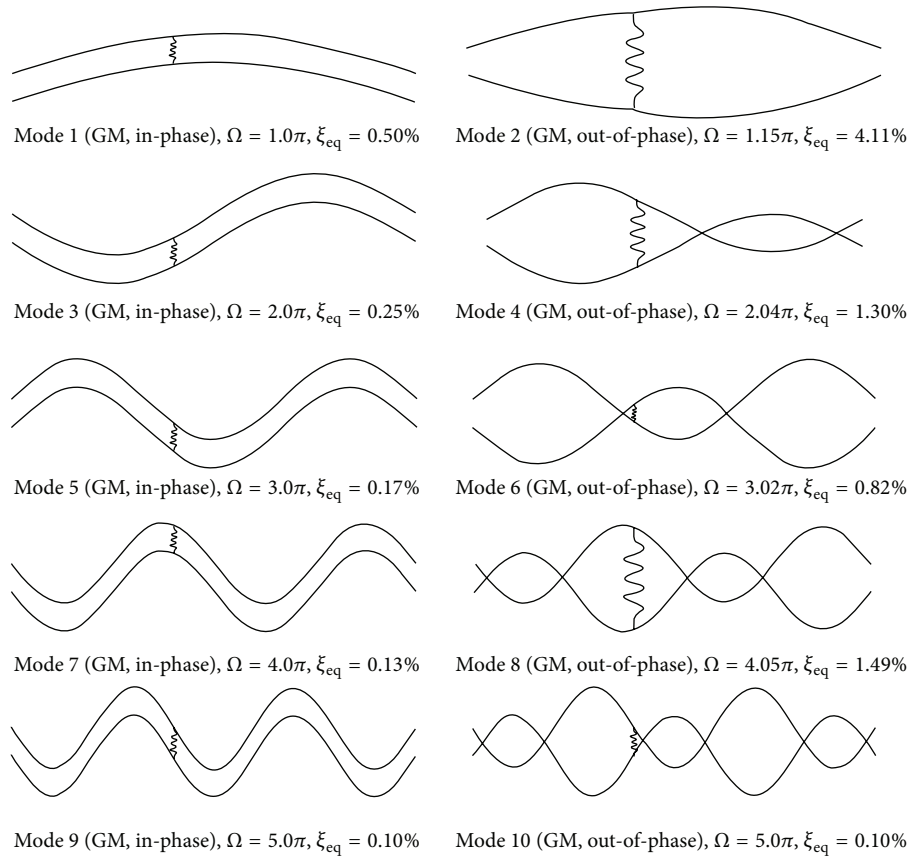 Mode 1 (GM, in-phase), Ω = 1.0π, ξeq = 0.50%
Mode 2 (GM, out-of-phase), Ω = 1.15π, ξeq = 4.11%
Mode 3 (GM, in-phase), Ω = 2.0π, ξeq = 0.25%
Mode 4 (GM, out-of-phase), Ω = 2.04π, ξeq = 1.30%
Mode 5 (GM, in-phase), Ω = 3.0π, ξeq = 0.17%
Mode 6 (GM, out-of-phase), Ω = 3.02π, ξeq = 0.82%
Mode 7 (GM, in-phase), Ω = 4.0π, ξeq = 0.13%
Mode 8 (GM, out-of-phase), Ω = 4.05π, ξeq = 1.49%
Mode 9 (GM, in-phase), Ω = 5.0π, ξeq = 0.10%
Mode 10 (GM, out-of-phase), Ω = 5.0π, ξeq = 0.10%